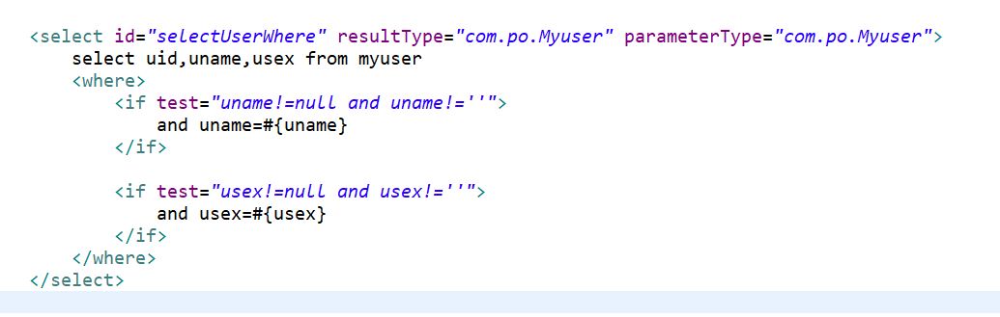 <select id="selectUserWhere" resultType="com.po.Myuser" parameterType="com.po.Myuser">
    select uid,uname,usex from myuser
    <where>
        <if test="uname!=null and uname!=''">
            and uname=#{uname}
        </if>

        <if test="usex!=null and usex!=''">
            and usex=#{usex}
        </if>
    </where>
</select>